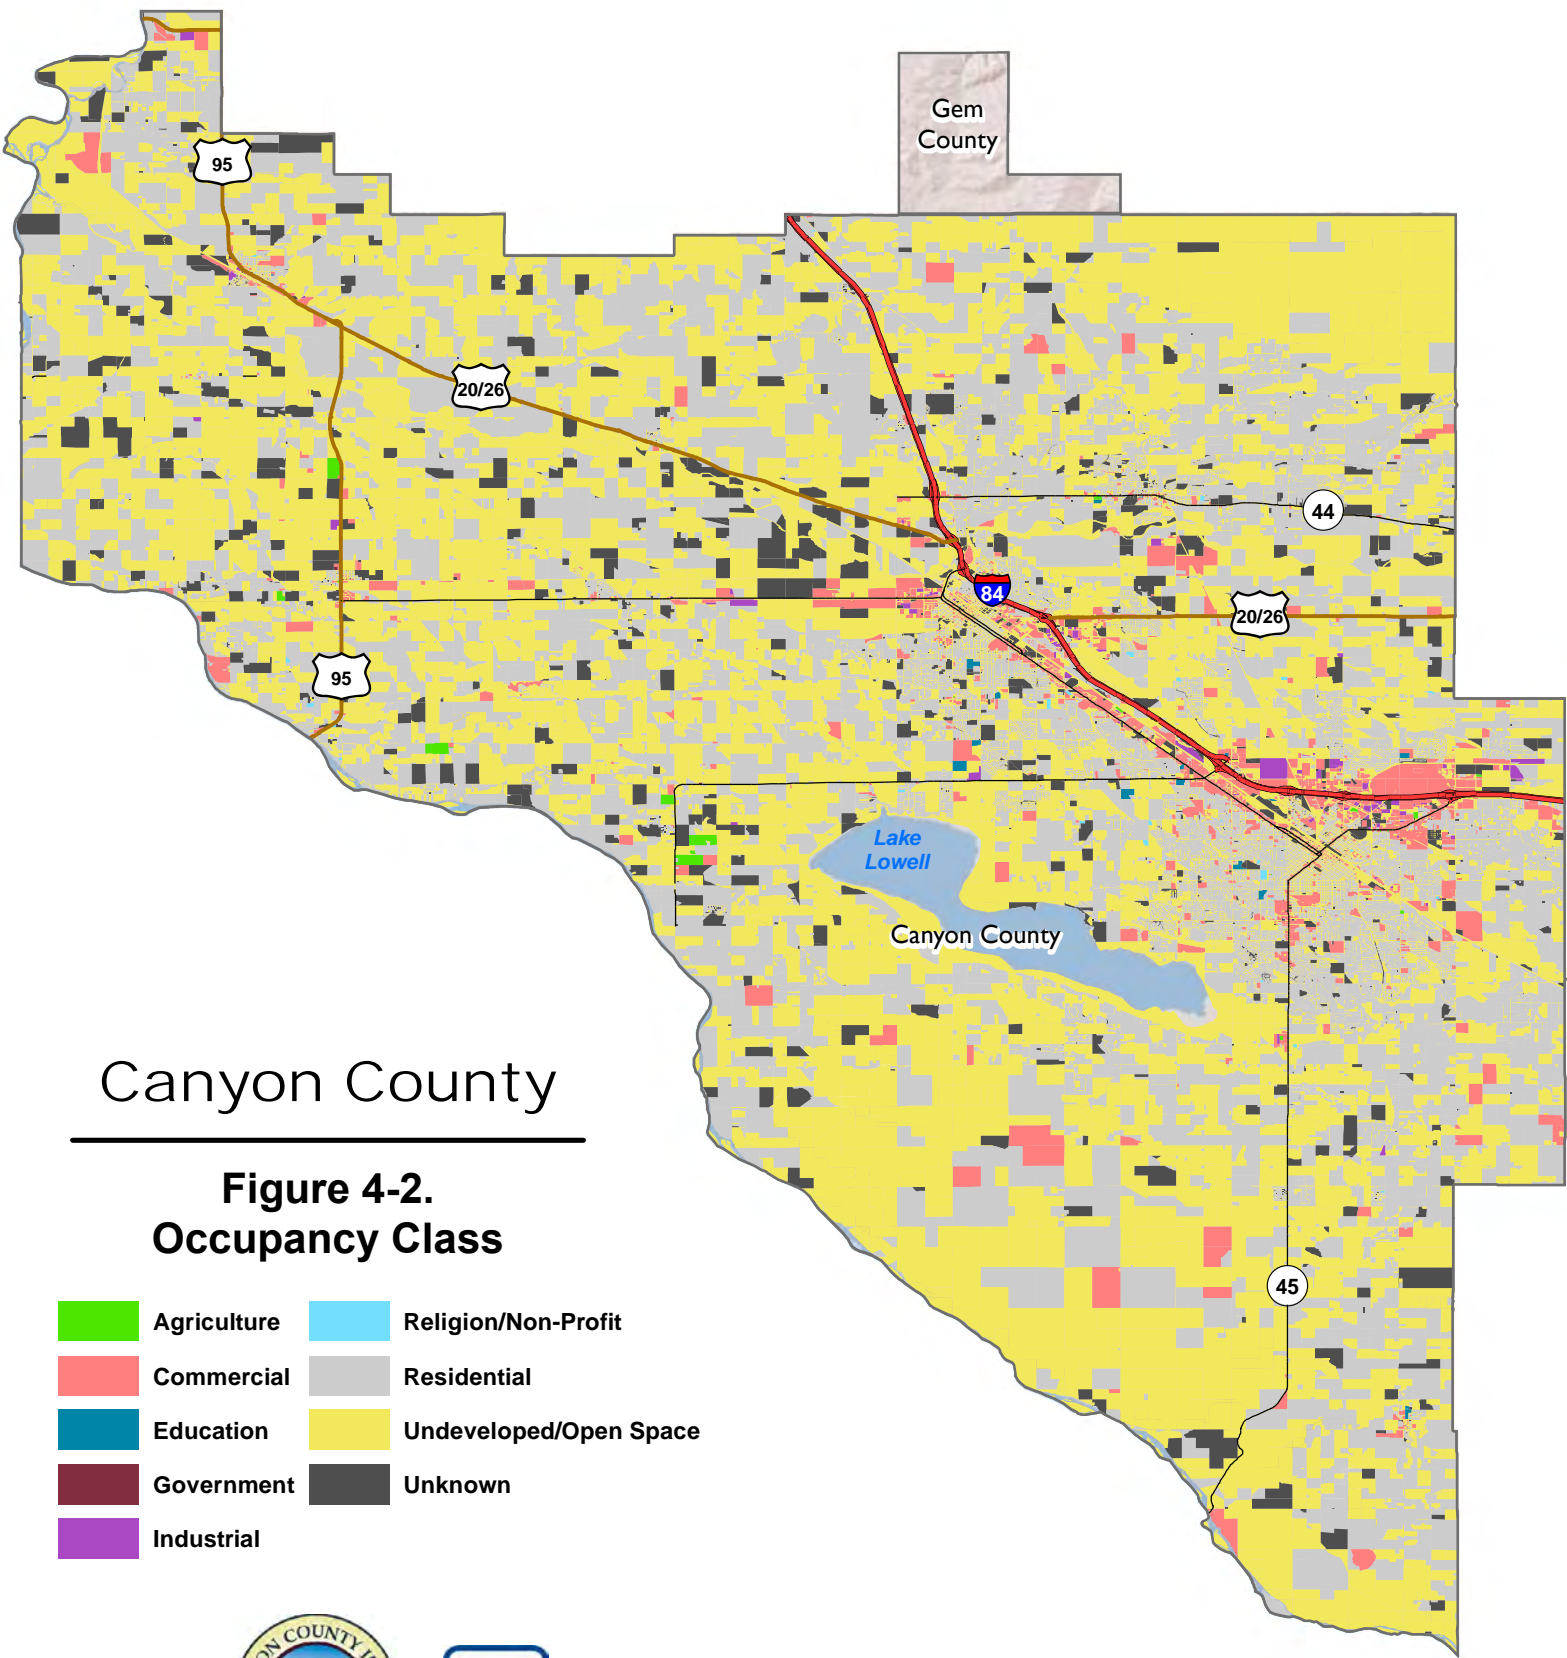 Gem
County
95
20/26
44
84
20/26
95
Lake
Lowell
Canyon County
Canyon County
Figure 4-2.
Occupancy Class
Agriculture
Religion/Non-Profit
Commercial
Residential
Education
Undeveloped/Open Space
Government
Unknown
Industrial
45
COUNTY